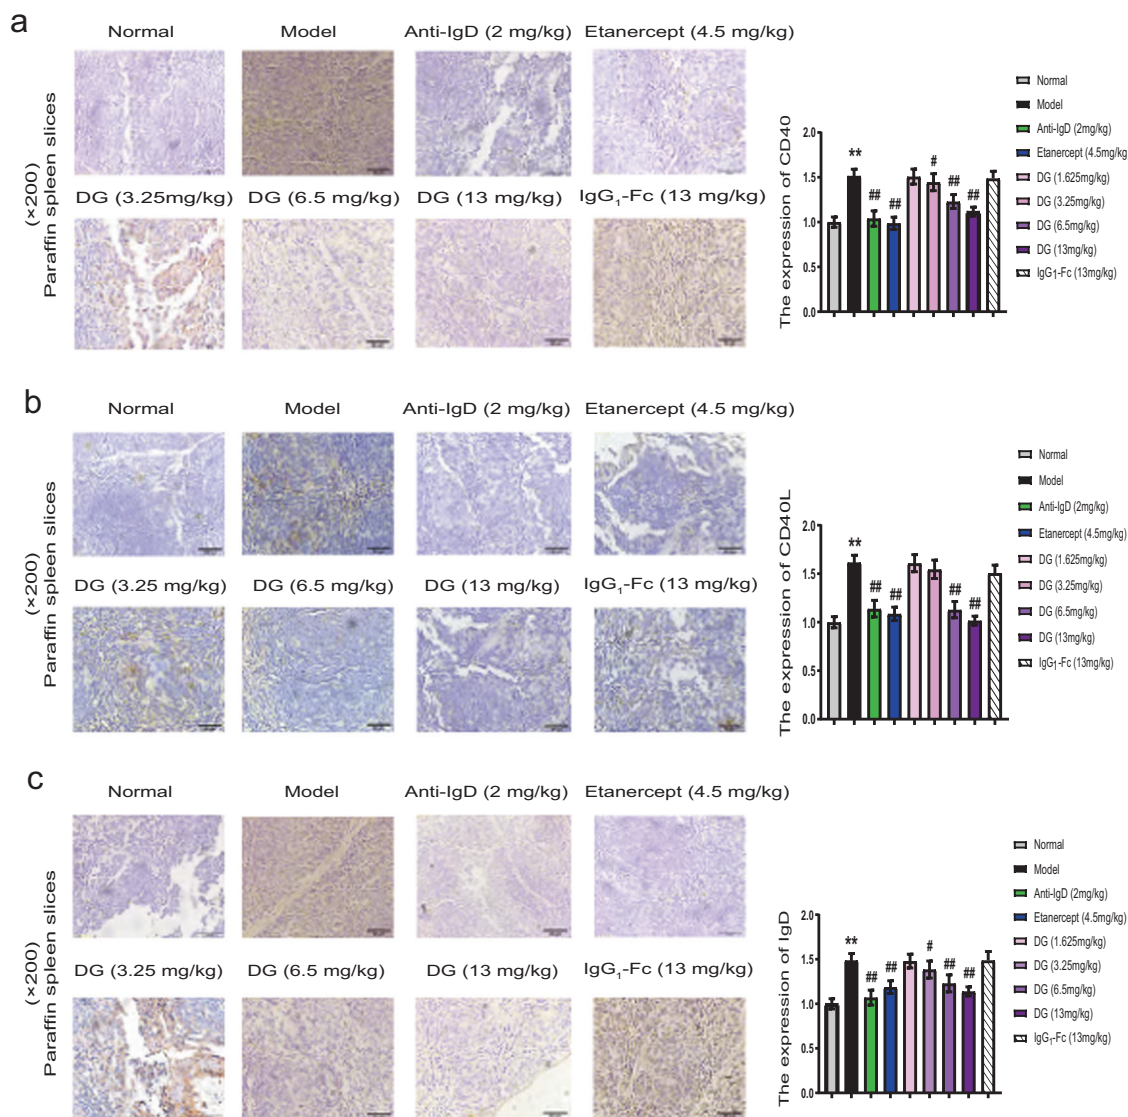 a
Normal Model Anti-IgD (2 mg/kg) Etanercept (4.5 mg/kg)
(×200)
Paraffin spleen slices
DG (3.25mg/kg) DG (6.5 mg/kg) DG (13 mg/kg) IgG₁-Fc (13 mg/kg)
The expression of CD40
2.0
1.5
1.0
0.5
0.0
** ## ## # ## ##
Normal
Model
Anti-IgD (2mg/kg)
Etanercept (4.5mg/kg
DG (1.625mg/kg)
DG (3.25mg/kg)
DG (6.5mg/kg)
DG (13mg/kg)
IgG1-Fc (13mg/kg)
b
Normal Model Anti-IgD (2 mg/kg) Etanercept (4.5 mg/kg)
(×200)
Paraffin spleen slices
DG (3.25 mg/kg) DG (6.5 mg/kg) DG (13 mg/kg) IgG₁-Fc (13 mg/kg)
The expression of CD40L
2.0
1.5
1.0
0.5
0.0
** ## ## ## ##
Normal
Model
Anti-IgD (2mg/kg)
Etanercept (4.5mg/kg)
DG (1.625mg/kg)
DG (3.25mg/kg)
DG (6.5mg/kg)
DG (13mg/kg)
IgG₁-Fc (13mg/kg)
c
Normal Model Anti-IgD (2 mg/kg) Etanercept (4.5 mg/kg)
(×200)
Paraffin spleen slices
DG (3.25 mg/kg) DG (6.5 mg/kg) DG (13 mg/kg) IgG₁-Fc (13 mg/kg)
The expression of IgD
2.0
1.5
1.0
0.5
0.0
** ## ## # ## ##
Normal
Model
Anti-IgD (2mg/kg)
Etanercept (4.5mg/kg)
DG (1.625mg/kg)
DG (3.25mg/kg)
DG (6.5mg/kg)
DG (13mg/kg)
IgG₁-Fc (13mg/kg)